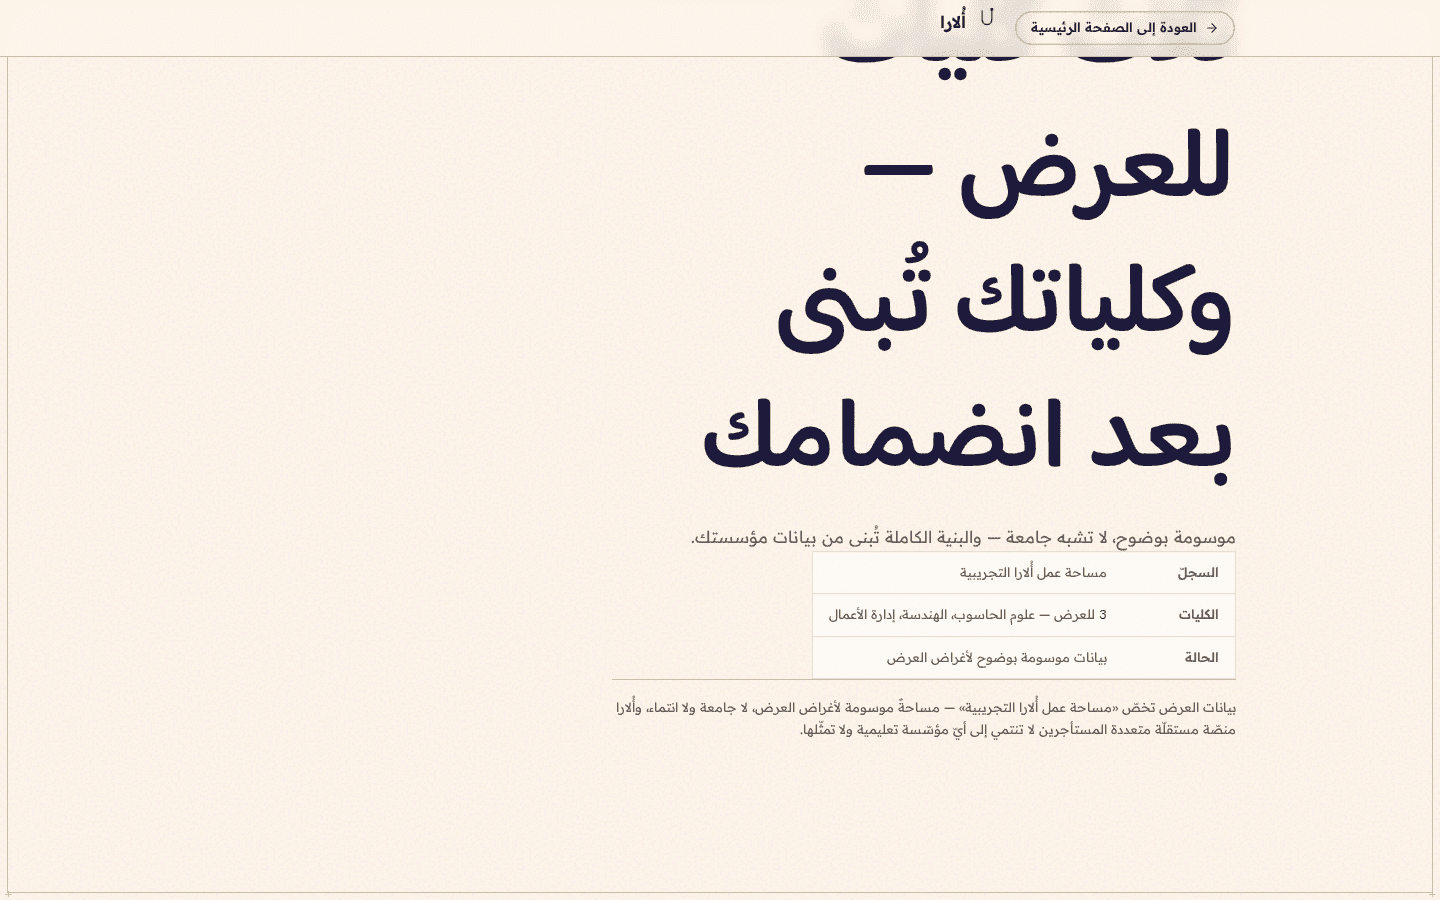 العودة إلى الصفحة الرئيسية
ألارا
للعرض —
وكلياتك تُبنى
بعد انضمامك
موسومة بوضوح، لا تشبه جامعة — والبنية الكاملة تُبنى من بيانات مؤسستك.
السجلّ مساحة عمل ألارا التجريبية
الكليات 3 للعرض — علوم الحاسوب، الهندسة، إدارة الأعمال
الحالة بيانات موسومة بوضوح لأغراض العرض
بيانات العرض تخصّ «مساحة عمل ألارا التجريبية» — مساحةٌ موسومة لأغراض العرض، لا جامعة ولا انتماء، وألارا
منصّة مستقلّة متعددة المستأجرين لا تنتمي إلى أيّ مؤسّسة تعليمية ولا تمثّلها.